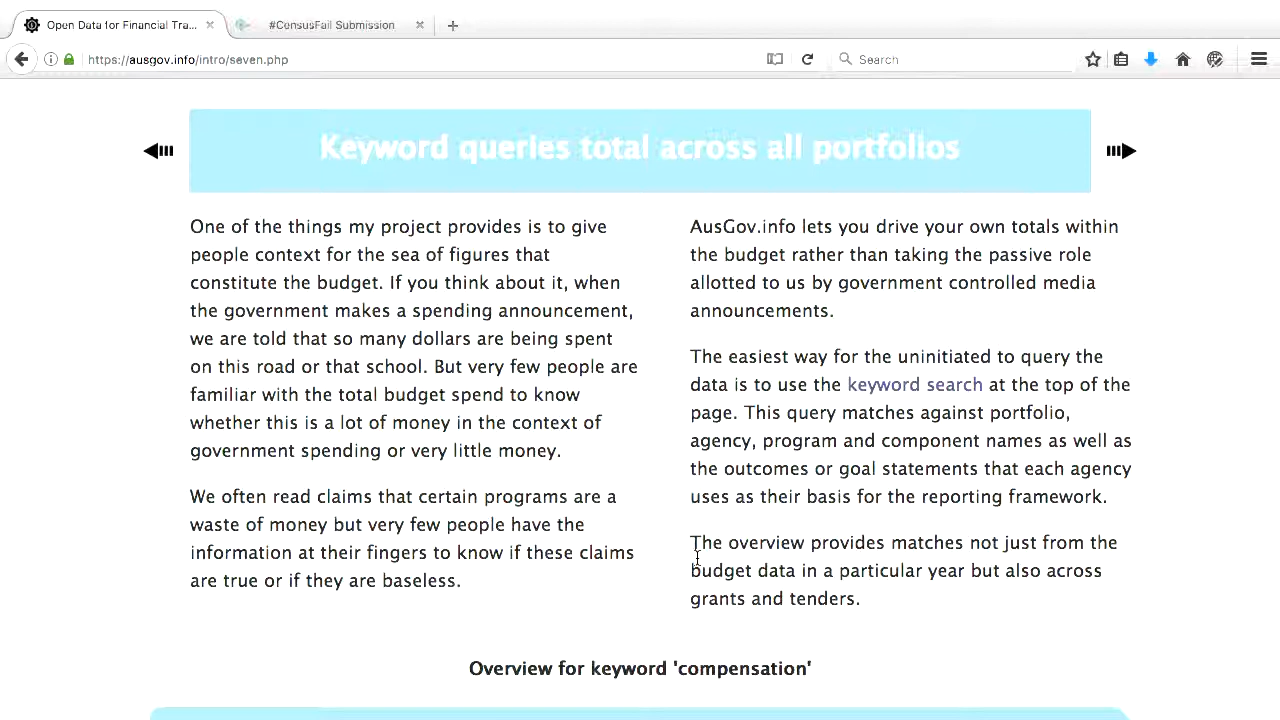 Open Data for Financial Tra...
#CensusFail Submission
https://ausgov.info/intro/seven.php
Search
Keyword queries total across all portfolios
One of the things my project provides is to give
people context for the sea of figures that
constitute the budget. If you think about it, when
the government makes a spending announcement,
we are told that so many dollars are being spent
on this road or that school. But very few people are
familiar with the total budget spend to know
whether this is a lot of money in the context of
government spending or very little money.
We often read claims that certain programs are a
waste of money but very few people have the
information at their fingers to know if these claims
are true or if they are baseless.
AusGov.info lets you drive your own totals within
the budget rather than taking the passive role
allotted to us by government controlled media
announcements.
The easiest way for the uninitiated to query the
data is to use the keyword search at the top of the
page. This query matches against portfolio,
agency, program and component names as well as
the outcomes or goal statements that each agency
uses as their basis for the reporting framework.
The overview provides matches not just from the
budget data in a particular year but also across
grants and tenders.
Overview for keyword 'compensation'